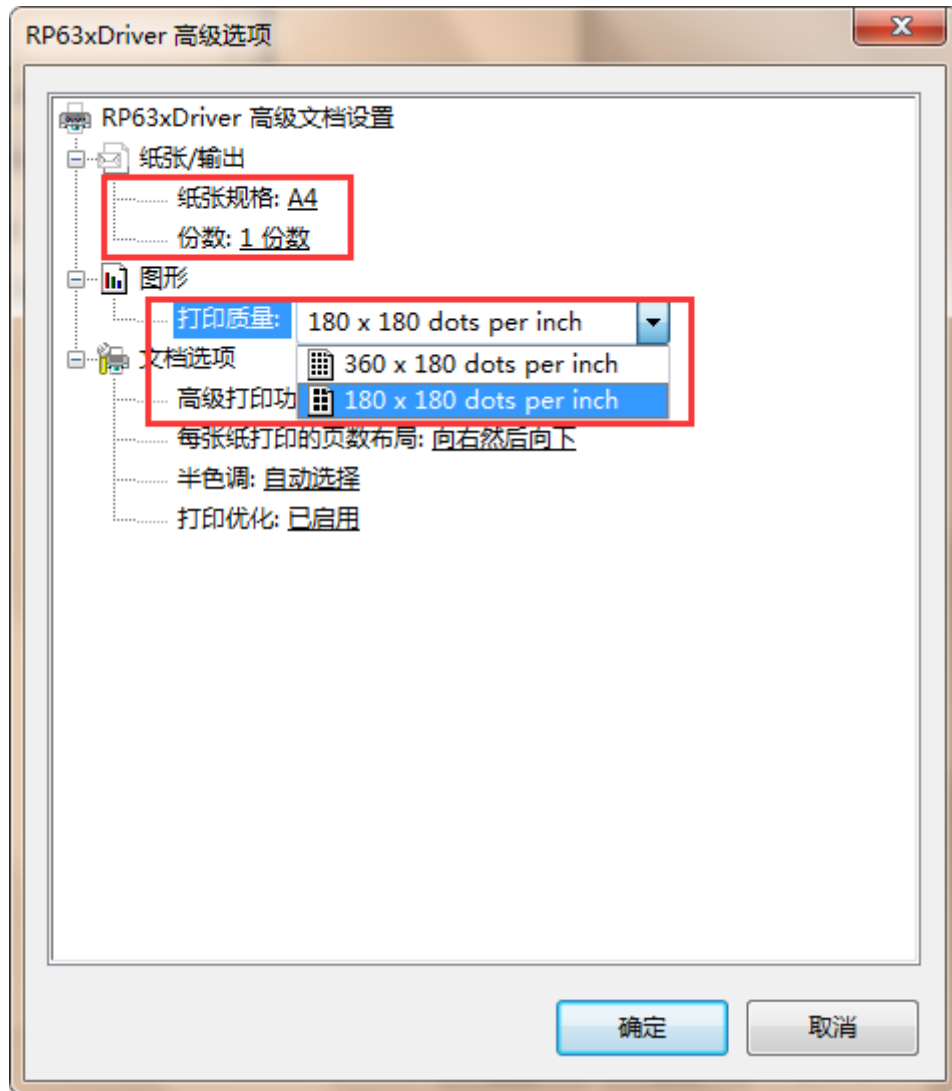 RP63xDriver 高级选项
RP63xDriver 高级文档设置
纸张/输出
纸张规格: A4
份数: 1 份数
图形
打印质量: 180 x 180 dots per inch
360 x 180 dots per inch
文档选项
高级打印功 180 x 180 dots per inch
每张纸打印的页数布局: 向右然后向下
半色调: 自动选择
打印优化: 已启用
确定 取消